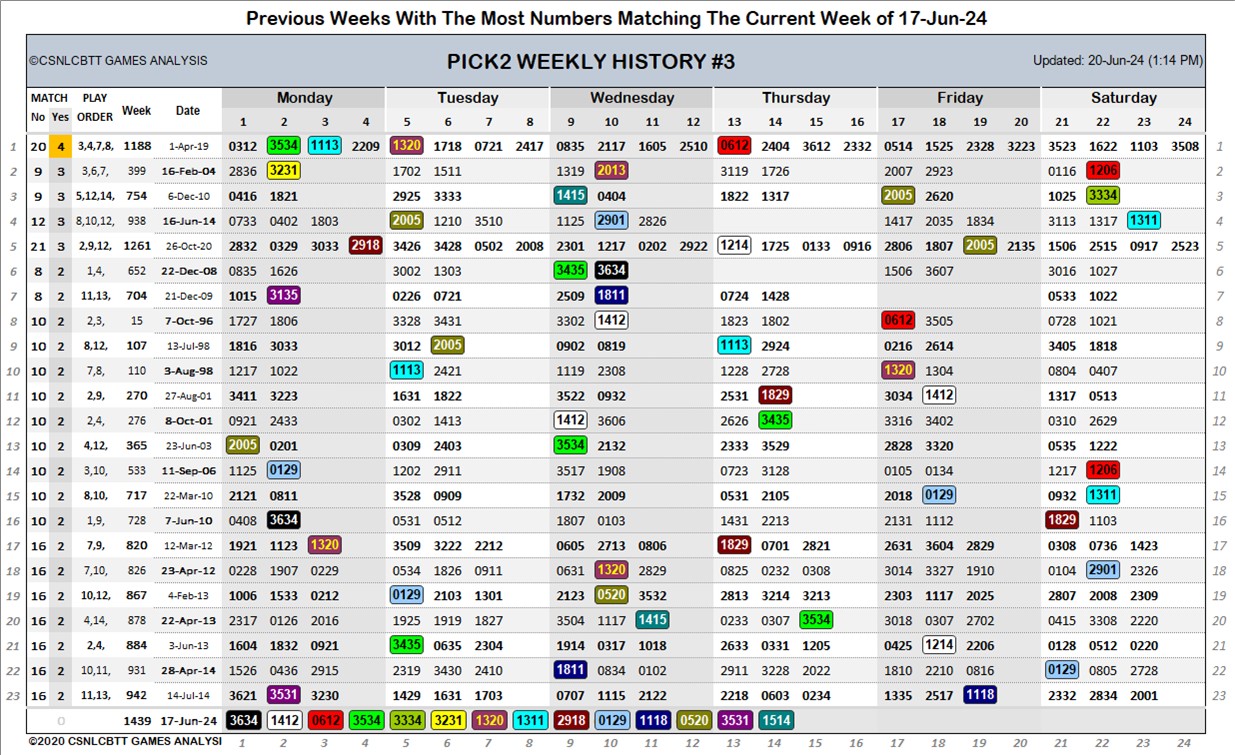 Previous Weeks With The Most Numbers Matching The Current Week of 17-Jun-24
©CSNLCBTT GAMES ANALYSIS PICK2 WEEKLY HISTORY #3 Updated: 20-Jun-24 (1:14 PM)
MATCH PLAY Week Date Monday Tuesday Wednesday Thursday Friday Saturday
No Yes ORDER 1 2 3 4 5 6 7 8 9 10 11 12 13 14 15 16 17 18 19 20 21 22 23 24
1 20 4 3,4,7,8, 1188 1-Apr-19 0312 3534 1113 2209 1320 1718 0721 2417 0835 2117 1605 2510 0612 2404 3612 2332 0514 1525 2328 3223 3523 1622 1103 3508 1
2 9 3 3,6,7, 399 16-Feb-04 2836 3231 1702 1511 1319 2013 3119 1726 2007 2923 0116 1206 2
3 9 3 5,12,14, 754 6-Dec-10 0416 1821 2925 3333 1415 0404 1822 1317 2005 2620 1025 3334 3
4 12 3 8,10,12, 938 16-Jun-14 0733 0402 1803 2005 1210 3510 1125 2901 2826 1417 2035 1834 3113 1317 2311 4
5 21 3 2,9,12, 1261 26-Oct-20 2832 0329 3033 2918 3426 3428 0502 2008 2301 1217 0202 2922 1214 1725 0133 0916 2806 1807 2005 2135 1506 2515 0917 2523 5
6 8 2 1,4, 652 22-Dec-08 0835 1626 3002 1303 3435 3634 1506 3607 3016 1027 6
7 8 2 11,13, 704 21-Dec-09 1015 3135 0226 0721 2509 1811 0724 1428 0533 1022 7
8 10 2 2,3, 15 7-Oct-96 1727 1806 3328 3431 3302 1412 1823 1802 0612 3505 0728 1021 8
9 10 2 8,12, 107 13-Jul-98 1816 3033 3012 2005 0902 0819 1113 2924 0216 2614 3405 1818 9
10 10 2 7,8, 110 3-Aug-98 1217 1022 1113 2421 1119 2308 1228 2728 1320 1304 0804 0407 10
11 10 2 2,9, 270 27-Aug-01 3411 3223 1631 1822 3522 0932 2531 1829 3034 1412 1317 0513 11
12 10 2 2,4, 276 8-Oct-01 0921 2433 0302 1413 1412 3606 2626 3435 3316 3402 0310 2629 12
13 10 2 4,12, 365 23-Jun-03 2005 0201 0309 2403 3534 2132 2333 3529 2828 3320 0535 1222 13
14 10 2 3,10, 533 11-Sep-06 1125 0129 1202 2911 3517 1908 0723 3128 0105 0134 1217 1206 14
15 10 2 8,10, 717 22-Mar-10 2121 0811 3528 0909 1732 2009 0531 2105 2018 0129 0932 1311 15
16 10 2 1,9, 728 7-Jun-10 0408 3634 0531 0512 1807 0103 1431 2213 2131 1112 1829 1103 16
17 16 2 7,9, 820 12-Mar-12 1921 1123 1320 3509 3222 2212 0605 2713 0806 1829 0701 2821 2631 3604 2829 0308 0736 1423 17
18 16 2 7,10, 826 23-Apr-12 0228 1907 0229 0534 1826 0911 0631 1320 2829 0825 0232 0308 3014 3327 1910 0104 2901 2326 18
19 16 2 10,12, 867 4-Feb-13 1006 1533 0212 0129 2103 1301 2123 0520 3532 2813 3214 3213 2303 1117 2025 2807 2008 2309 19
20 16 2 4,14, 878 22-Apr-13 2317 0126 2016 1925 1919 1827 3504 1117 1415 0233 0307 3534 3018 0307 2702 0415 3308 2220 20
21 16 2 2,4, 884 3-Jun-13 1604 1832 0921 3435 0635 2304 1914 0317 1018 2633 0331 1205 0425 1214 2206 0128 0512 0220 21
22 16 2 10,11, 931 28-Apr-14 1526 0436 2915 2319 3430 2410 1811 0834 0102 2911 3228 2022 1810 2210 0816 0129 0805 2728 22
23 16 2 11,13, 942 14-Jul-14 3621 3531 3230 1429 1631 1703 0707 1115 2122 2218 0603 0234 1335 2517 1118 2332 2834 2001 23
0 1439 17-Jun-24 3634 1412 0612 3534 3334 3231 1320 1311 2918 0129 1118 0520 3531 1514
©2020 CSNLCBTT GAMES ANALYSI 1 2 3 4 5 6 7 8 9 10 11 12 13 14 15 16 17 18 19 20 21 22 23 24